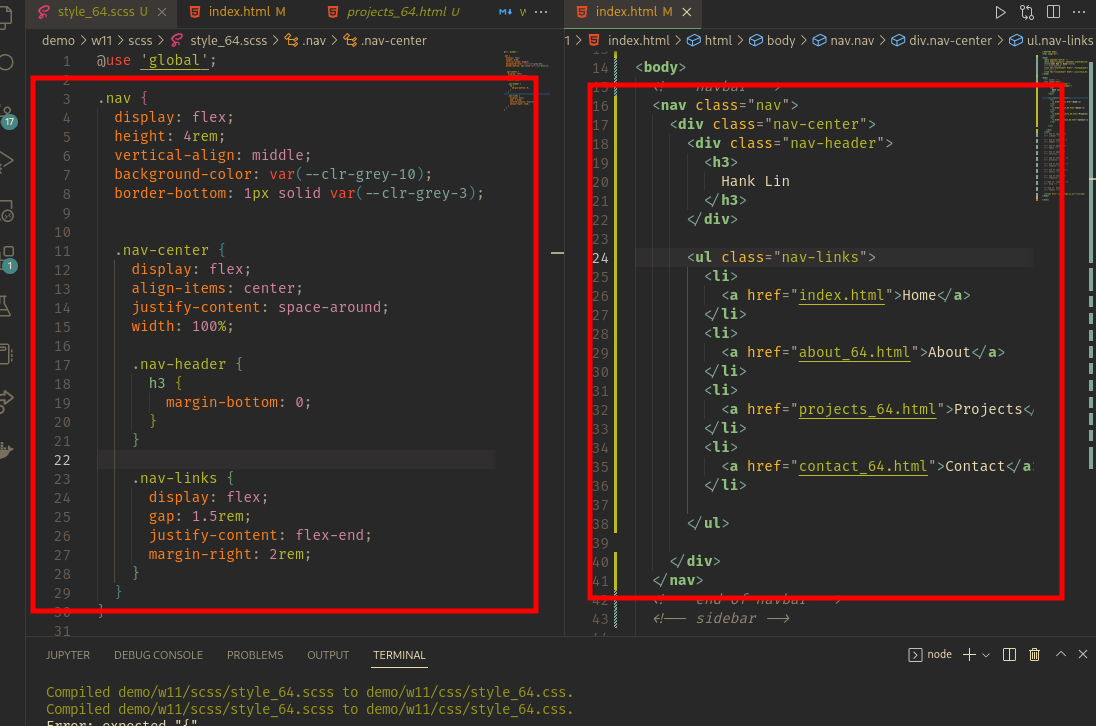 style_64.scss U
index.html M
projects_64.html U
index.html M
demo > w11 > scss > style_64.scss > .nav > .nav-center
1 @use 'global';
2
3 .nav {
4 display: flex;
5 height: 4rem;
6 vertical-align: middle;
7 background-color: var(--clr-grey-10);
8 border-bottom: 1px solid var(--clr-grey-3);
9
10
11 .nav-center {
12 display: flex;
13 align-items: center;
14 justify-content: space-around;
15 width: 100%;
16
17 .nav-header {
18 h3 {
19 margin-bottom: 0;
20 }
21 }
22
23 .nav-links {
24 display: flex;
25 gap: 1.5rem;
26 justify-content: flex-end;
27 margin-right: 2rem;
28 }
29 }
30 }
31
1 > index.html > html > body > nav.nav > div.nav-center > ul.nav-links
14 <body>
15 <!-- navbar -->
16 <nav class="nav">
17 <div class="nav-center">
18 <div class="nav-header">
19 <h3>
20 Hank Lin
21 </h3>
22 </div>
23
24 <ul class="nav-links">
25 <li>
26 <a href="index.html">Home</a>
27 </li>
28 <li>
29 <a href="about_64.html">About</a>
30 </li>
31 <li>
32 <a href="projects_64.html">Projects</
33 </li>
34 <li>
35 <a href="contact_64.html">Contact</a
36 </li>
37
38 </ul>
39
40 </div>
41 </nav>
42 <!-- end of navbar -->
43 <!-- sidebar -->
17
1
JUPYTER DEBUG CONSOLE PROBLEMS OUTPUT TERMINAL
node
Compiled demo/w11/scss/style_64.scss to demo/w11/css/style_64.css.
Compiled demo/w11/scss/style_64.scss to demo/w11/css/style_64.css.
Error: expected "{"